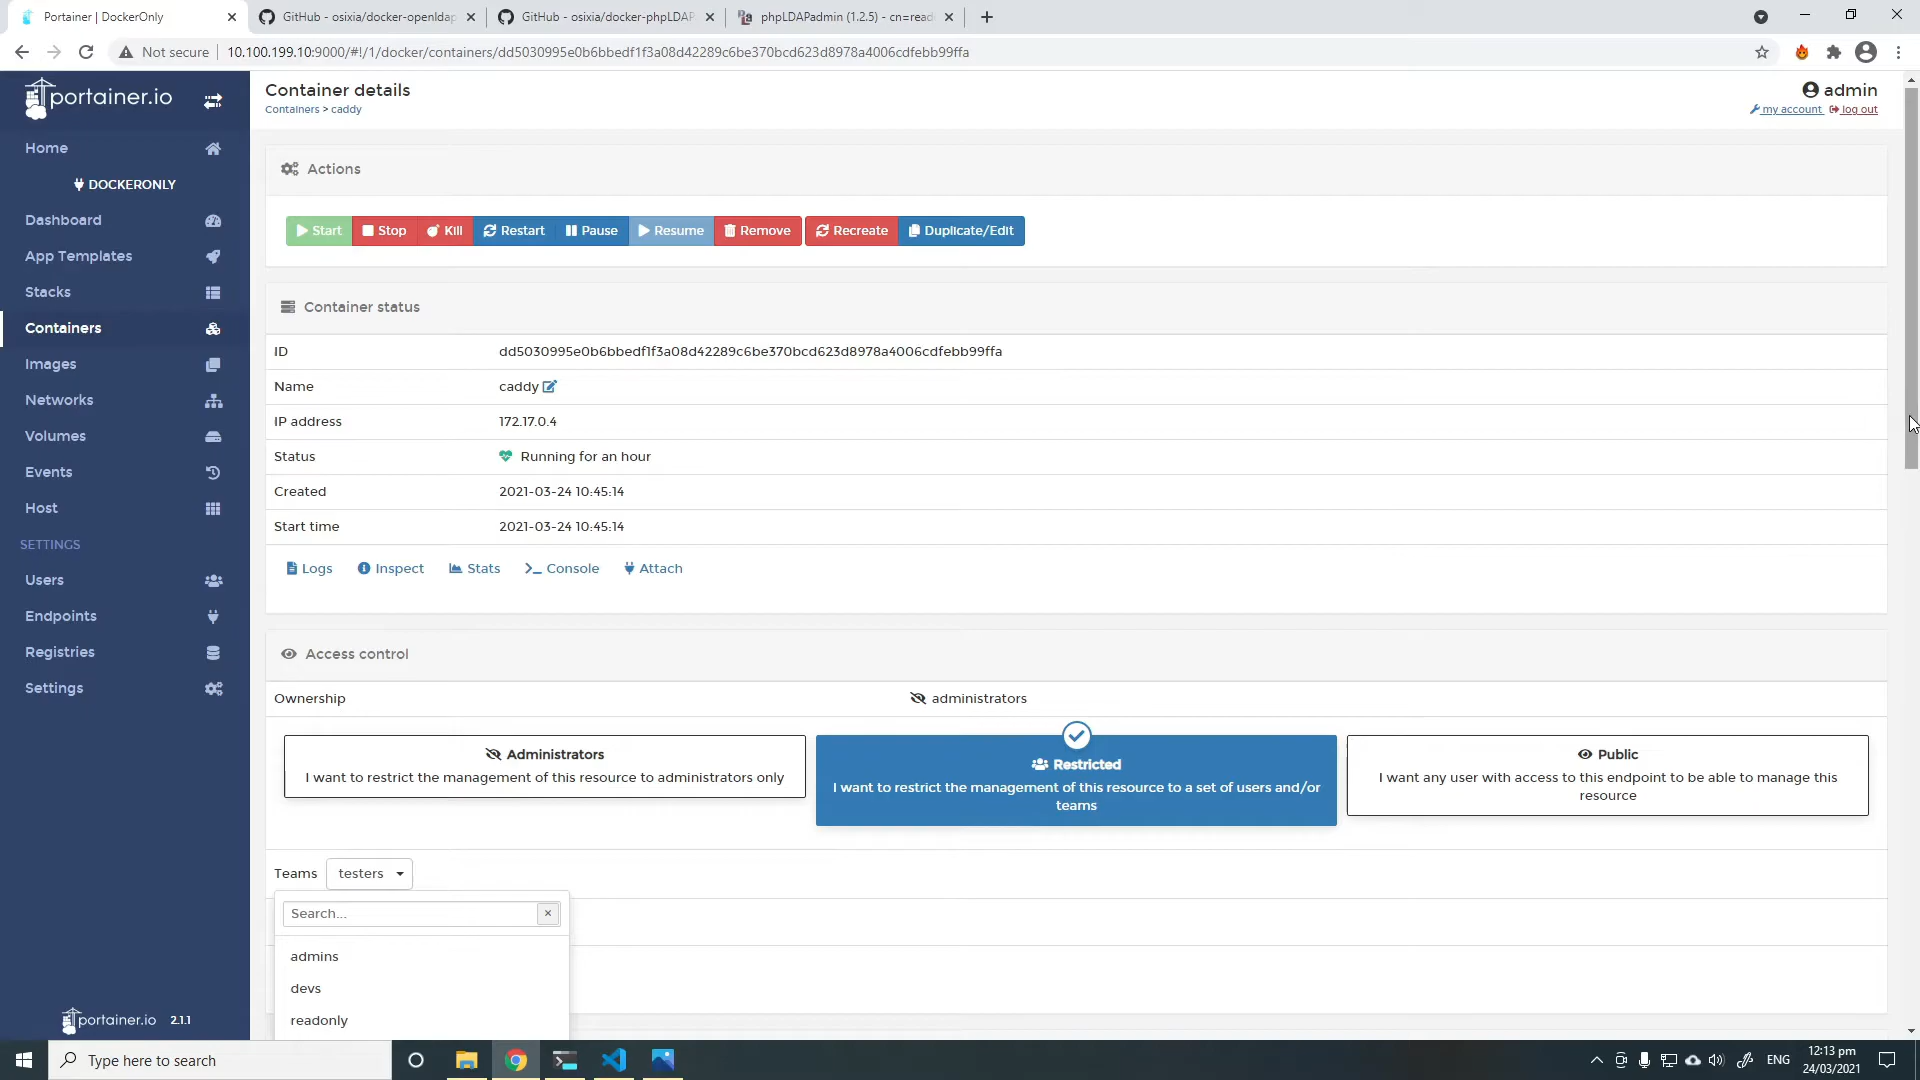 Portainer | DockerOnly
GitHub - osixia/docker-openldap
GitHub - osixia/docker-phpLDAP
phpLDAPadmin (1.2.5) - cn=read
Not secure
10.100.199.10:9000/#!/1/docker/containers/dd5030995e0b6bbedf1f3a08d42289c6be370bcd623d8978a4006cdfebb99ffa
portainer.io
Home
DOCKERONLY
Dashboard
App Templates
Stacks
Containers
Images
Networks
Volumes
Events
Host
SETTINGS
Users
Endpoints
Registries
Settings
portainer.io 2.1.1
Container details
Containers > caddy
admin
my account log out
Actions
Start Stop Kill Restart Pause Resume Remove Recreate Duplicate/Edit
Container status
ID dd5030995e0b6bbedf1f3a08d42289c6be370bcd623d8978a4006cdfebb99ffa
Name caddy
IP address 172.17.0.4
Status Running for an hour
Created 2021-03-24 10:45:14
Start time 2021-03-24 10:45:14
Logs Inspect Stats Console Attach
Access control
Ownership administrators
Administrators
I want to restrict the management of this resource to administrators only
Restricted
I want to restrict the management of this resource to a set of users and/or
teams
Public
I want any user with access to this endpoint to be able to manage this
resource
Teams testers
Search...
admins
devs
readonly
Type here to search
ENG
12:13 pm
24/03/2021